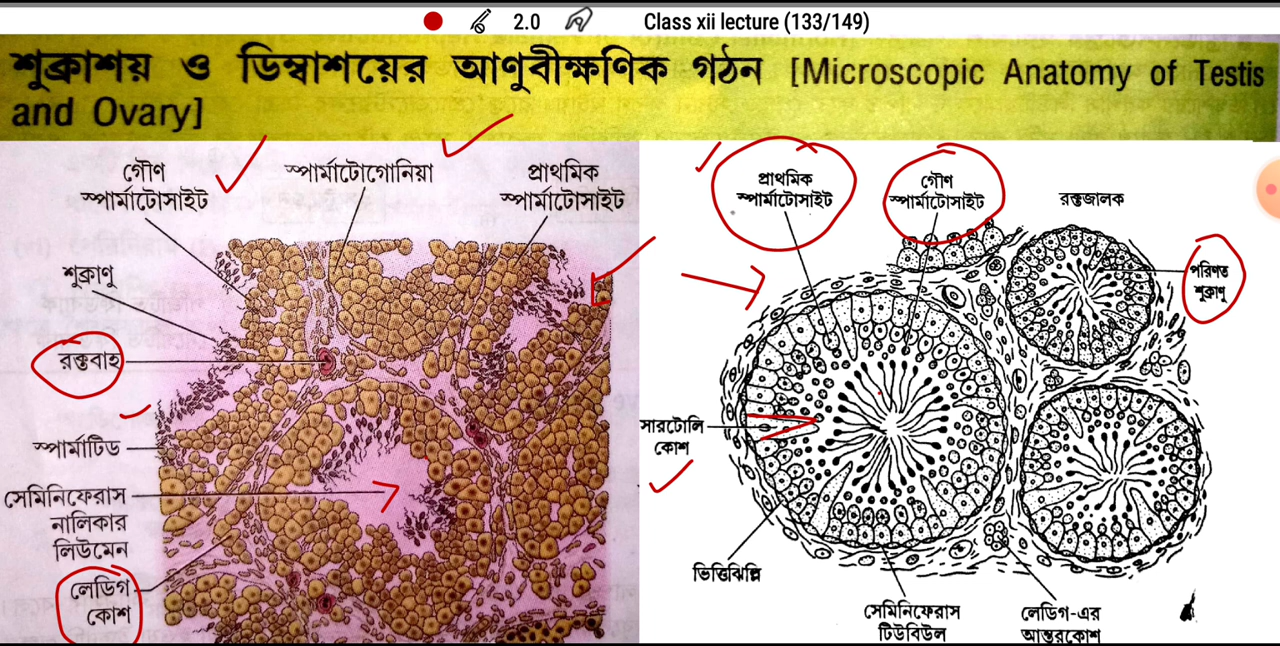 2.0 Class xii lecture (133/149)
শুক্রাশয় ও ডিম্বাশয়ের আণুবীক্ষণিক গঠন [Microscopic Anatomy of Testis
and Ovary]
গৌণ
স্পার্মাটোসাইট
স্পার্মাটোগোনিয়া
প্রাথমিক
স্পার্মাটোসাইট
শুক্রাণু
রক্তবাহ
স্পার্মাটিড
সেমিনিফেরাস
নালিকার
লিউমেন
লেডিগ
কোশ
প্রাথমিক
স্পার্মাটোসাইট
গৌণ
স্পার্মাটোসাইট
রক্তজালক
পরিণত
শুক্রাণু
সারটোলি
কোশ
ভিত্তিঝিল্লি
সেমিনিফেরাস
টিউবিউল
লেডিগ-এর
আন্তরকোশ